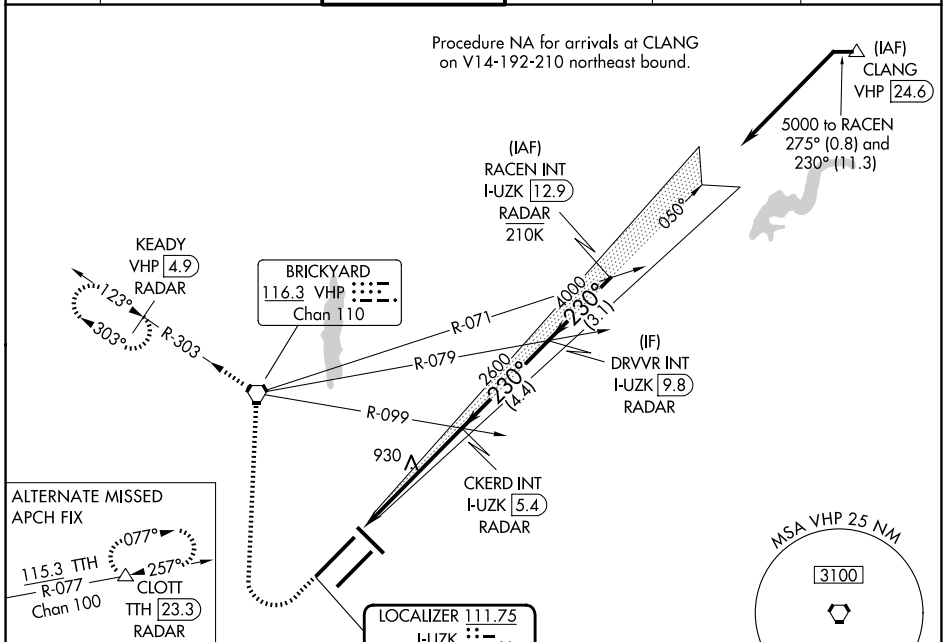 Procedure NA for arrivals at CLANG
on V14-192-210 northeast bound.
(IAF)
CLANG
VHP 24.6
5000 to RACEN
275° (0.8) and
230° (11.3)
(IAF)
RACEN INT
I-UZK 12.9
RADAR
210K
050°
KEADY
VHP 4.9
RADAR
123°
303°
R-303
BRICKYARD
116.3 VHP
Chan 110
R-071
R-079
R-099
4000
230°
(3.1)
2600
230°
(4.4)
(IF)
DRVVR INT
I-UZK 9.8
RADAR
930
CKERD INT
I-UZK 5.4
RADAR
ALTERNATE MISSED
APCH FIX
077°
257°
115.3 TTH
R-077
Chan 100
CLOTT
TTH 23.3
RADAR
LOCALIZER 111.75
I-UZK
MSA VHP 25 NM
3100